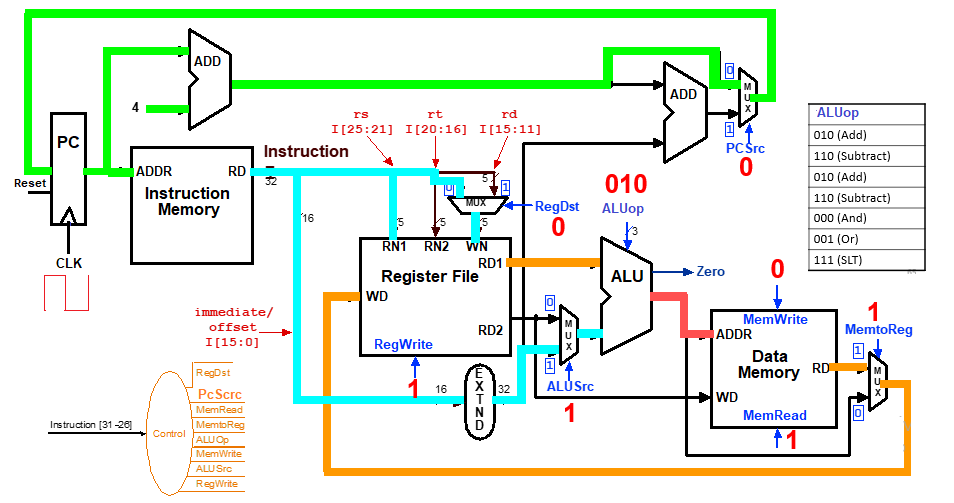 0
ADD
ADD
0
M
U
X
1
PCSrc
0
4
rs
I[25:21]
rt
I[20:16]
rd
I[15:11]
ALUop
010 (Add)
110 (Subtract)
010 (Add)
110 (Subtract)
000 (And)
001 (Or)
111 (SLT)
PC
Reset
CLK
ADDR
RD
Instruction
Memory
Instruction
32
16
5
0
5
1
MUX
RegDst
0
5
5
5
RN1
RN2
WN
Register File
RD1
WD
RD2
RegWrite
1
010
ALUop
3
ALU
Zero
0
M
U
X
1
ALUSrc
1
immediate/
offset
I[15:0]
16
EXTND
32
0
MemWrite
ADDR
Data
Memory
RD
WD
MemRead
1
1
MemtoReg
1
M
U
X
0
Instruction [31-26]
Control
RegDst
PcScrc
MemRead
MemtoReg
ALUOp
MemWrite
ALUSrc
RegWrite